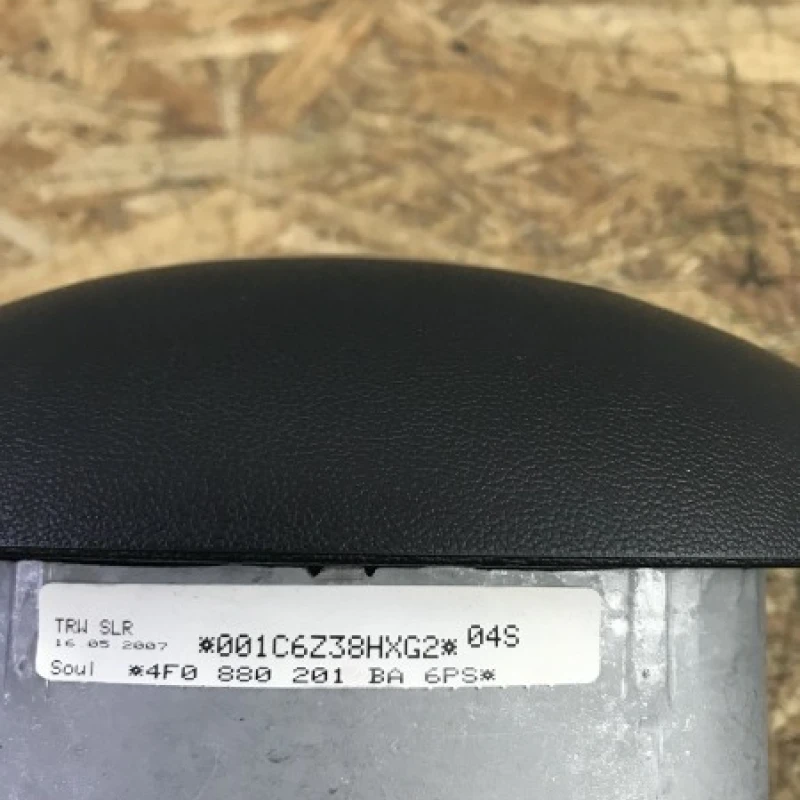 TRW SLR
16 05 2007 *001C6Z38HXG2* 04S
Soul *4F0 880 201 BA 6PS*